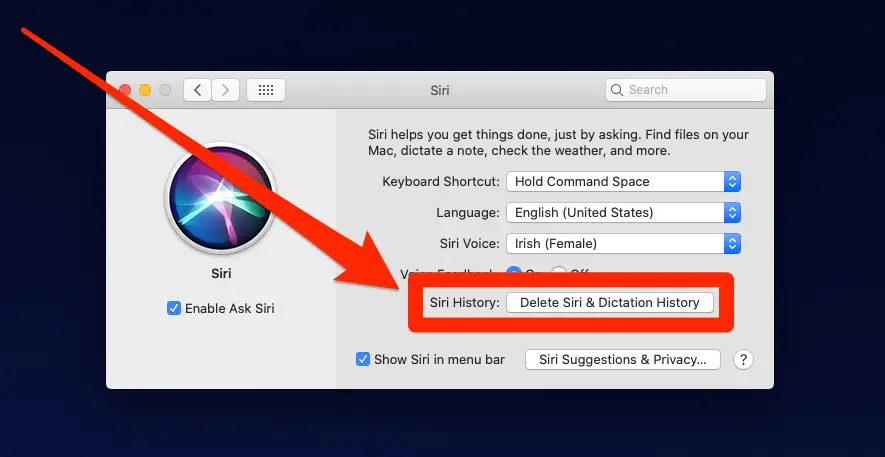 Siri
Search
Siri helps you get things done, just by asking. Find files on your
Mac, dictate a note, check the weather, and more.
Keyboard Shortcut: Hold Command Space
Language: English (United States)
Siri Voice: Irish (Female)
Siri
Voice Feedback: On Off
Enable Ask Siri
Siri History: Delete Siri & Dictation History
Show Siri in menu bar Siri Suggestions & Privacy... ?